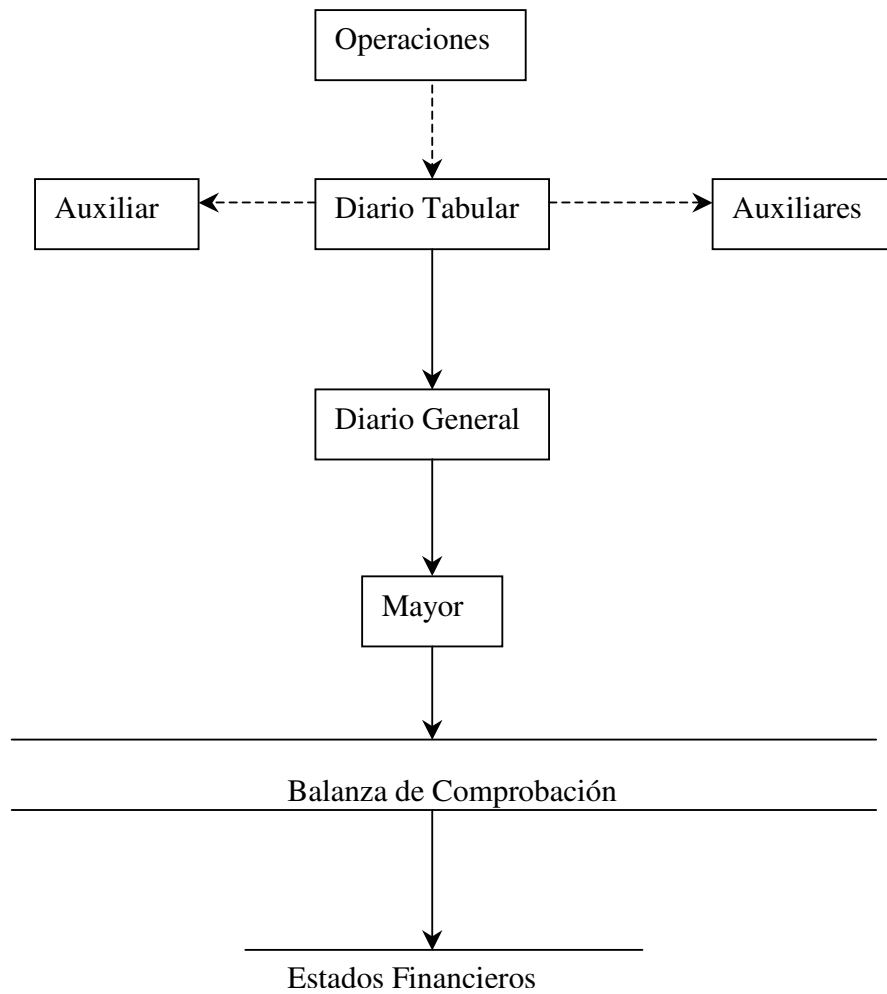 Operaciones
Auxiliar
Diario Tabular
Auxiliares
Diario General
Mayor
Balanza de Comprobación
Estados Financieros